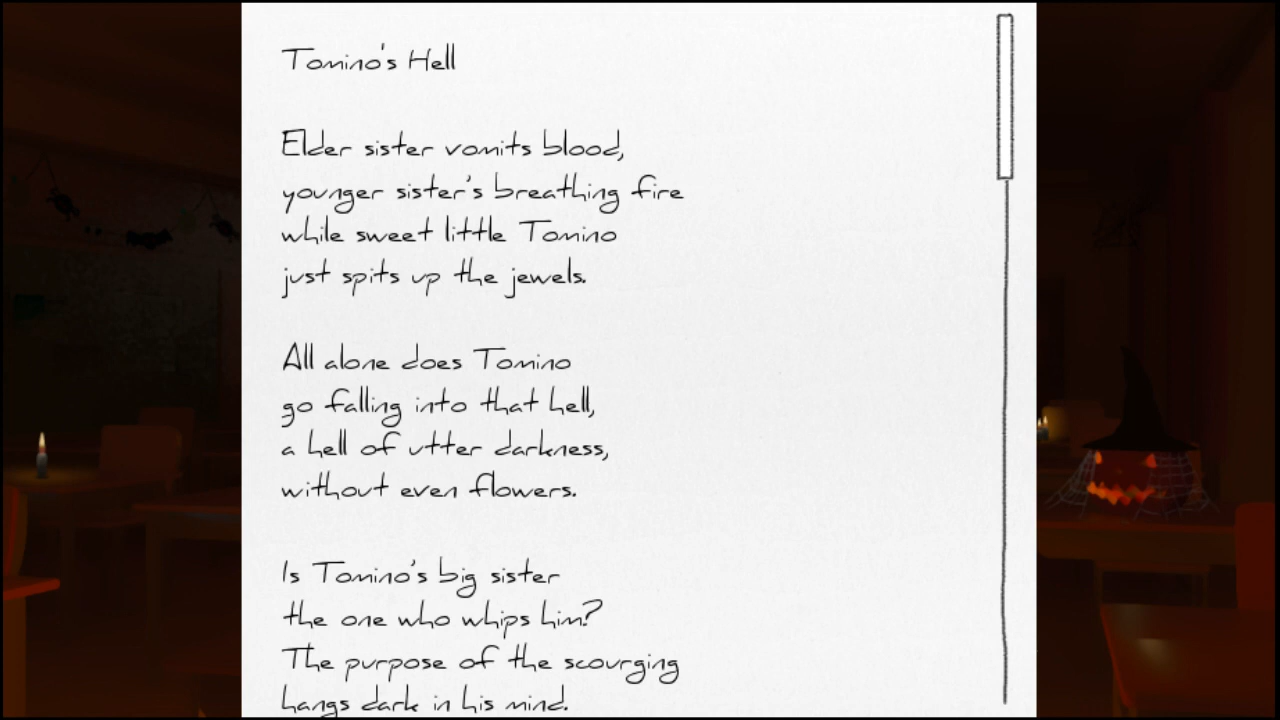 Tomino's Hell
Elder sister vomits blood,
younger sister's breathing fire
while sweet little Tomino
just spits up the jewels.
All alone does Tomino
go falling into that hell,
a hell of utter darkness,
without even flowers.
Is Tomino's big sister
the one who whips him?
The purpose of the scourging
hangs dark in his mind.